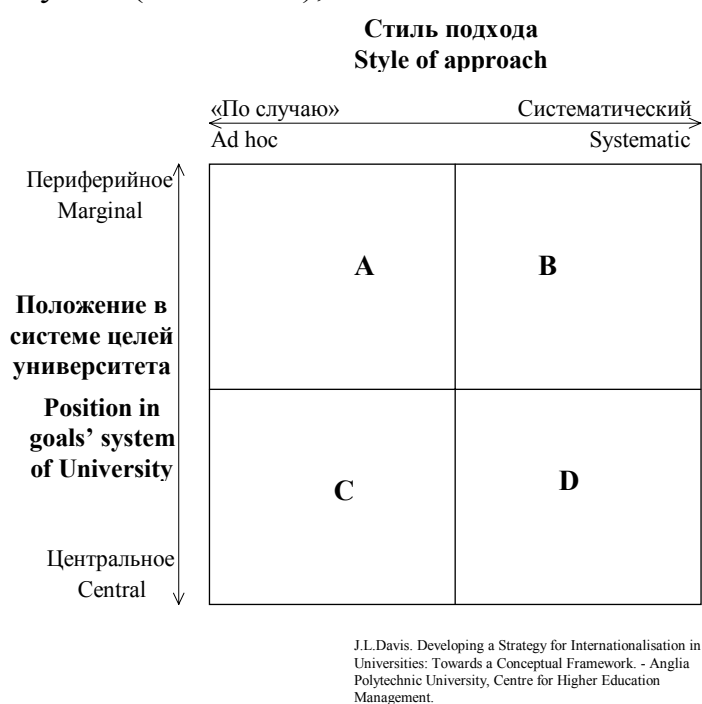 Стиль подхода
Style of approach
«По случаю»
Систематический
Ad hoc
Systematic
Периферийное
Marginal
A
B
Положение в
системе целей
университета
Position in
goals’ system
of University
C
D
Центральное
Central
J.L.Davis. Developing a Strategy for Internationalisation in
Universities: Towards a Conceptual Framework. - Anglia
Polytechnic University, Centre for Higher Education
Management.